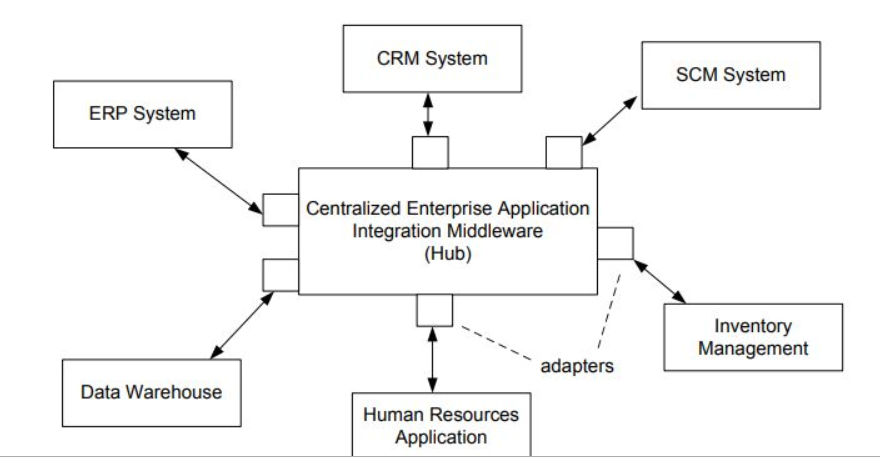 CRM System
SCM System
ERP System
Centralized Enterprise Application
Integration Middleware
(Hub)
Inventory
Management
adapters
Data Warehouse
Human Resources
Application